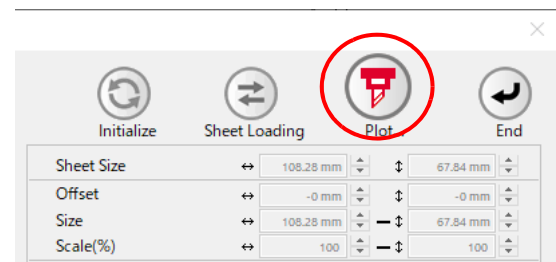 Initialize Sheet Loading Plot... End
Sheet Size ↔ 108.28 mm ↕ 67.84 mm
Offset ↔ -0 mm ↕ -0 mm
Size ↔ 108.28 mm ↕ 67.84 mm
Scale(%) ↔ 100 ↕ 100